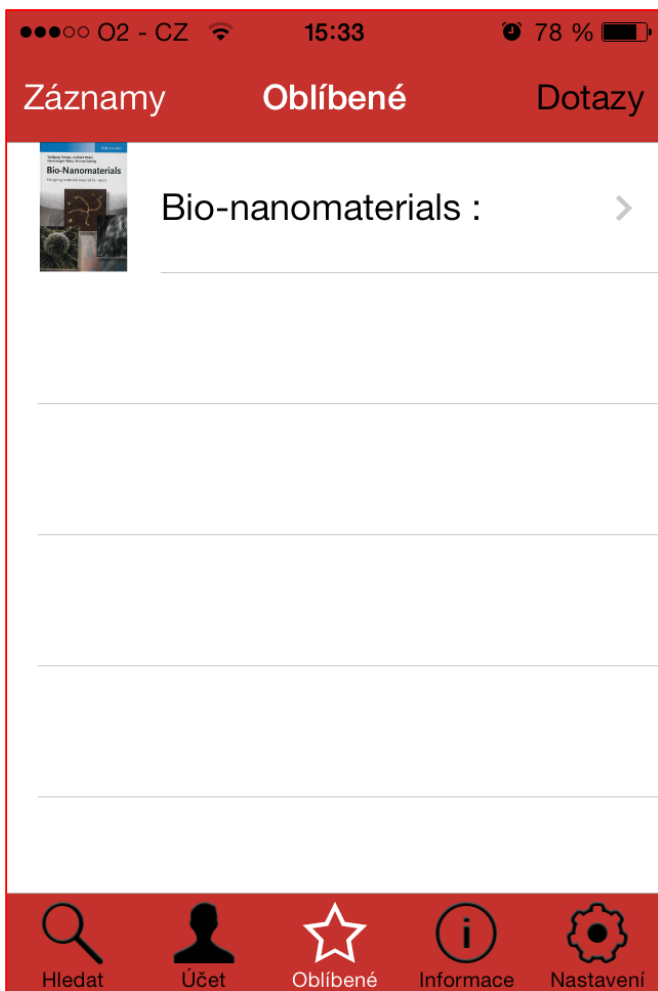 O2 - CZ 15:33 78 %
Záznamy Oblíbené Dotazy
Bio-Nanomaterials
Bio-nanomaterials :
Hledat Účet Oblíbené Informace Nastavení